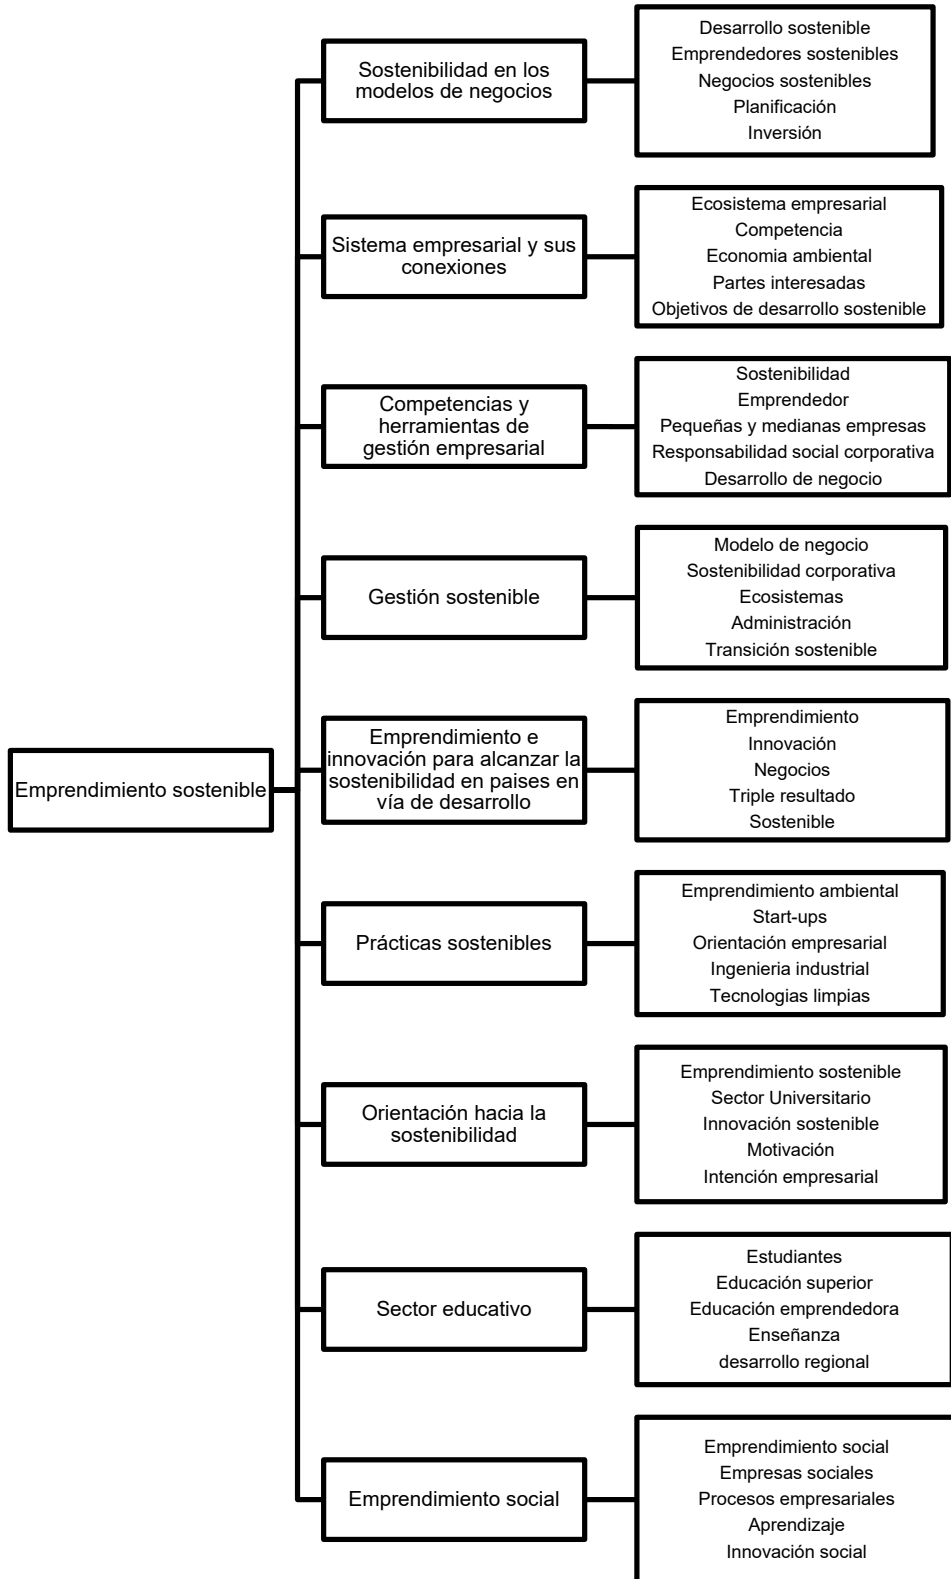 Emprendimiento sostenible
Sostenibilidad en los
modelos de negocios
Desarrollo sostenible
Emprendedores sostenibles
Negocios sostenibles
Planificación
Inversión
Sistema empresarial y sus
conexiones
Ecosistema empresarial
Competencia
Economia ambiental
Partes interesadas
Objetivos de desarrollo sostenible
Competencias y
herramientas de
gestión empresarial
Sostenibilidad
Emprendedor
Pequeñas y medianas empresas
Responsabilidad social corporativa
Desarrollo de negocio
Gestión sostenible
Modelo de negocio
Sostenibilidad corporativa
Ecosistemas
Administración
Transición sostenible
Emprendimiento e
innovación para alcanzar la
sostenibilidad en paises en
vía de desarrollo
Emprendimiento
Innovación
Negocios
Triple resultado
Sostenible
Prácticas sostenibles
Emprendimiento ambiental
Start-ups
Orientación empresarial
Ingenieria industrial
Tecnologias limpias
Orientación hacia la
sostenibilidad
Emprendimiento sostenible
Sector Universitario
Innovación sostenible
Motivación
Intención empresarial
Sector educativo
Estudiantes
Educación superior
Educación emprendedora
Enseñanza
desarrollo regional
Emprendimiento social
Emprendimiento social
Empresas sociales
Procesos empresariales
Aprendizaje
Innovación social